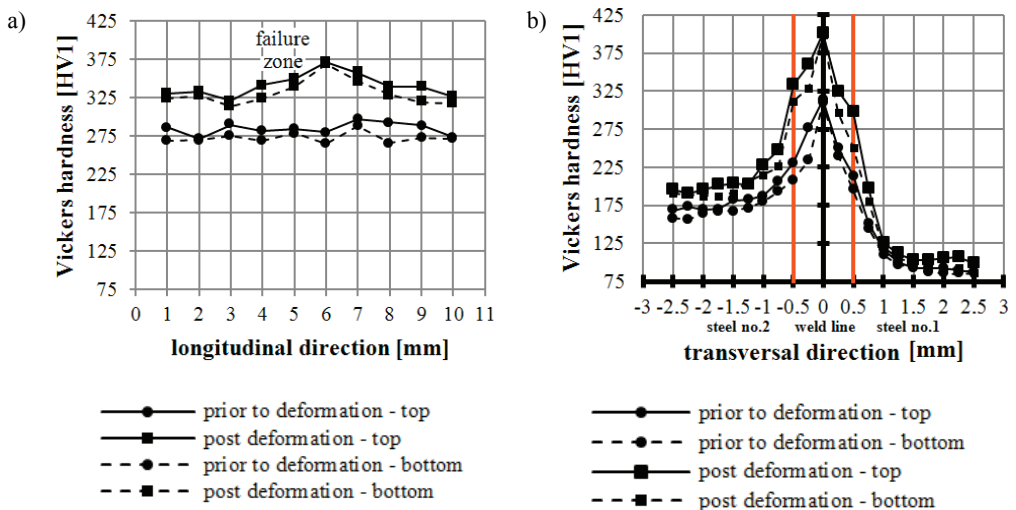 a)
Vickers hardness [HV1]
425
375
325
275
225
175
125
75
failure
zone
0 1 2 3 4 5 6 7 8 9 10 11
longitudinal direction [mm]
prior to deformation - top
post deformation - top
prior to deformation - bottom
post deformation - bottom
b)
Vickers hardness [HV1]
425
375
325
275
225
175
125
75
-3 -2.5 -2 -1.5 -1 -0.5 0 0.5 1 1.5 2 2.5 3
steel no.2 weld line steel no.1
transversal direction [mm]
prior to deformation - top
prior to deformation - bottom
post deformation - top
post deformation - bottom